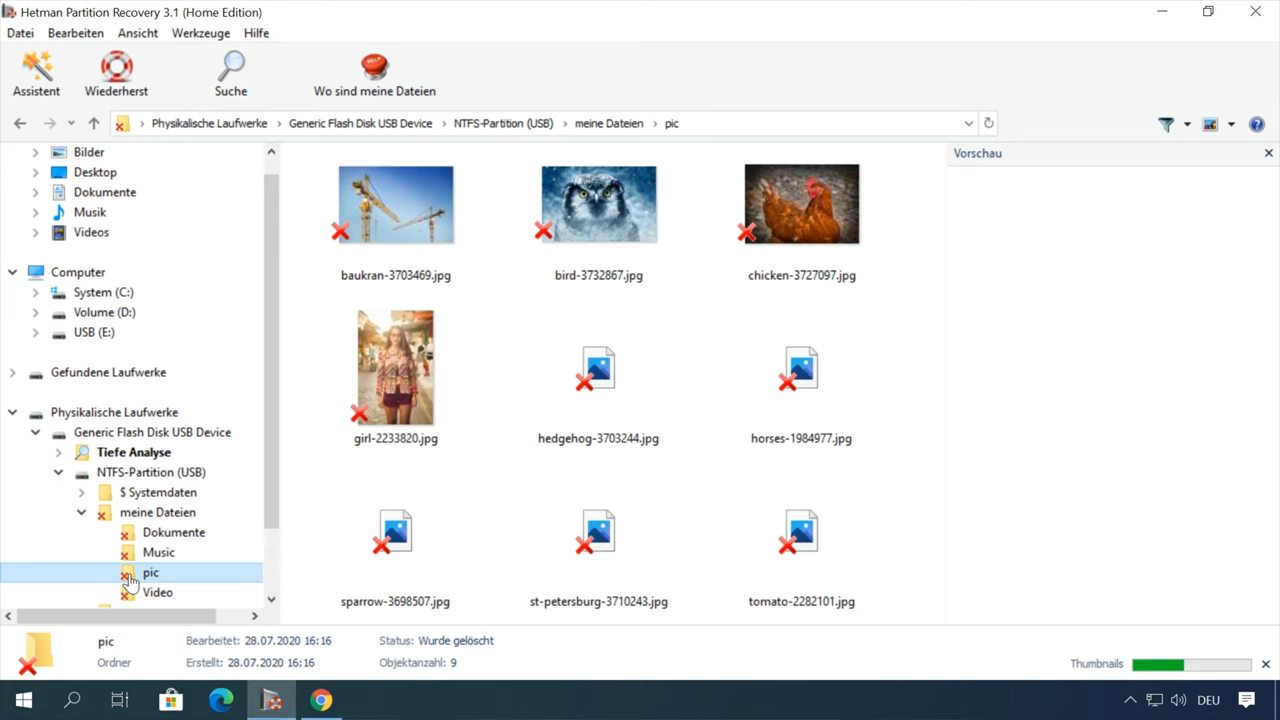 Hetman Partition Recovery 3.1 (Home Edition)
Datei Bearbeiten Ansicht Werkzeuge Hilfe
Assistent Wiederherst Suche Wo sind meine Dateien
Physikalische Laufwerke Generic Flash Disk USB Device NTFS-Partition (USB) meine Dateien pic
Bilder
Desktop
Dokumente
Musik
Videos
Computer
System (C:)
Volume (D:)
USB (E:)
Gefundene Laufwerke
Physikalische Laufwerke
Generic Flash Disk USB Device
Tiefe Analyse
NTFS-Partition (USB)
$ Systemdaten
meine Dateien
Dokumente
Music
pic
Video
baukran-3703469.jpg bird-3732867.jpg chicken-3727097.jpg
girl-2233820.jpg hedgehog-3703244.jpg horses-1984977.jpg
sparrow-3698507.jpg st-petersburg-3710243.jpg tomato-2282101.jpg
Vorschau
pic Bearbeitet: 28.07.2020 16:16 Status: Wurde gelöscht
Ordner Erstellt: 28.07.2020 16:16 Objektanzahl: 9
Thumbnails
DEU